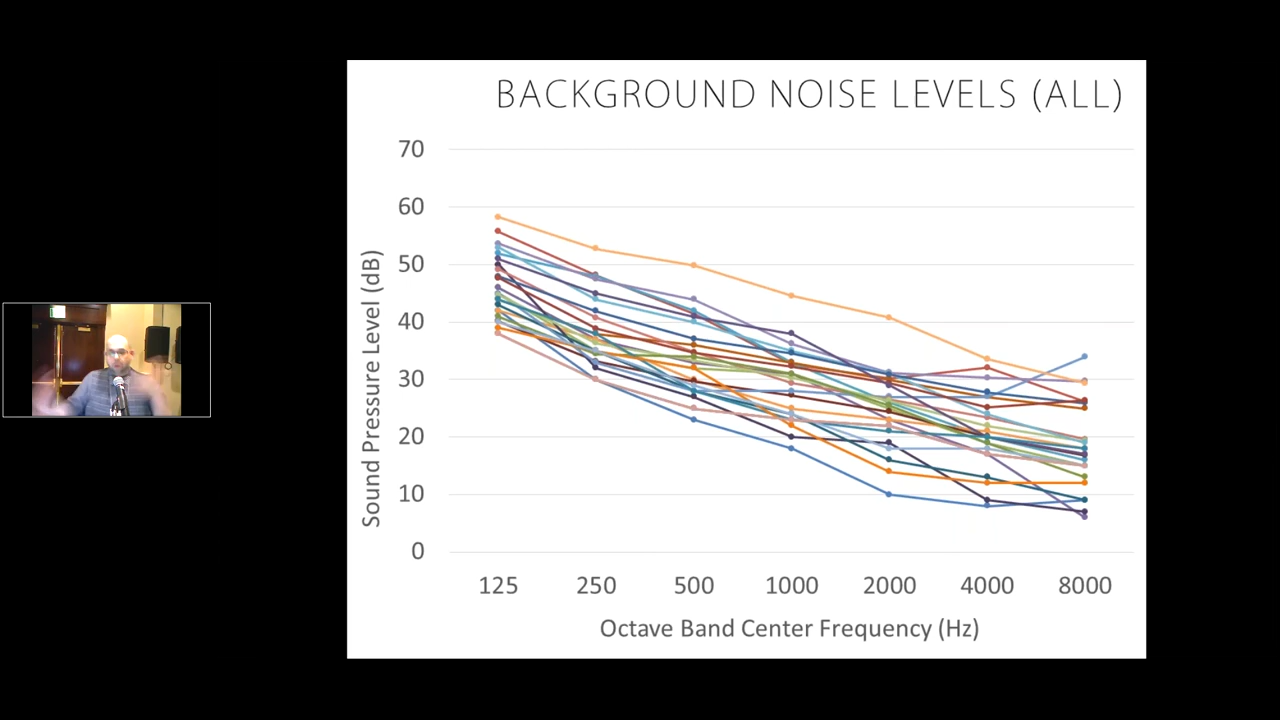 BACKGROUND NOISE LEVELS (ALL)
70
60
50
40
30
20
10
0
Sound Pressure Level (dB)
125 250 500 1000 2000 4000 8000
Octave Band Center Frequency (Hz)